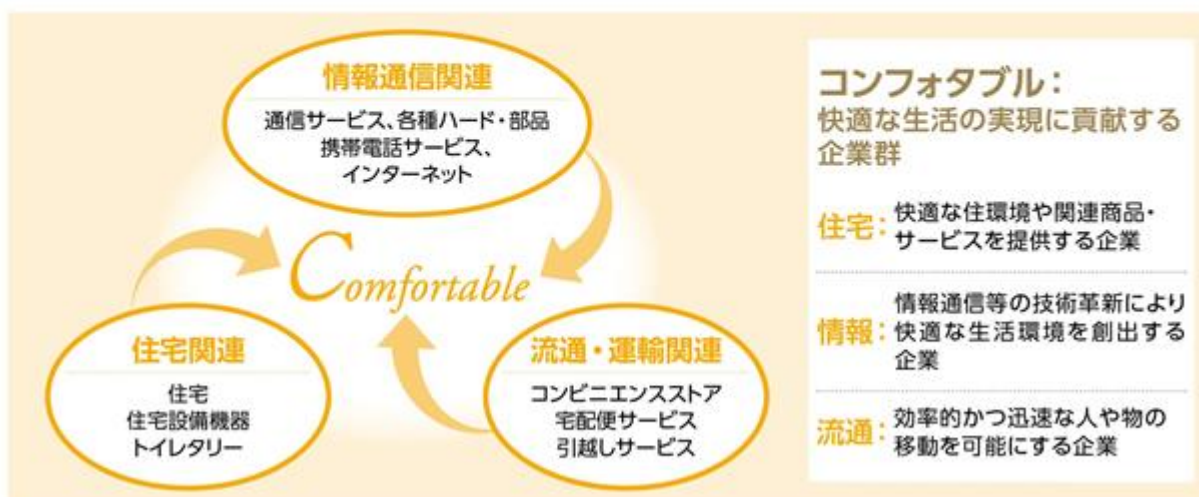 情報通信関連
通信サービス、各種ハード・部品
携帯電話サービス、
インターネット
Comfortable
住宅関連
住宅
住宅設備機器
トイレタリー
流通・運輸関連
コンビニエンスストア
宅配便サービス
引越しサービス
コンフォタブル：
快適な生活の実現に貢献する
企業群
住宅：快適な住環境や関連商品・
サービスを提供する企業
情報通信等の技術革新により
情報：快適な生活環境を創出する
企業
流通：効率的かつ迅速な人や物の
移動を可能にする企業